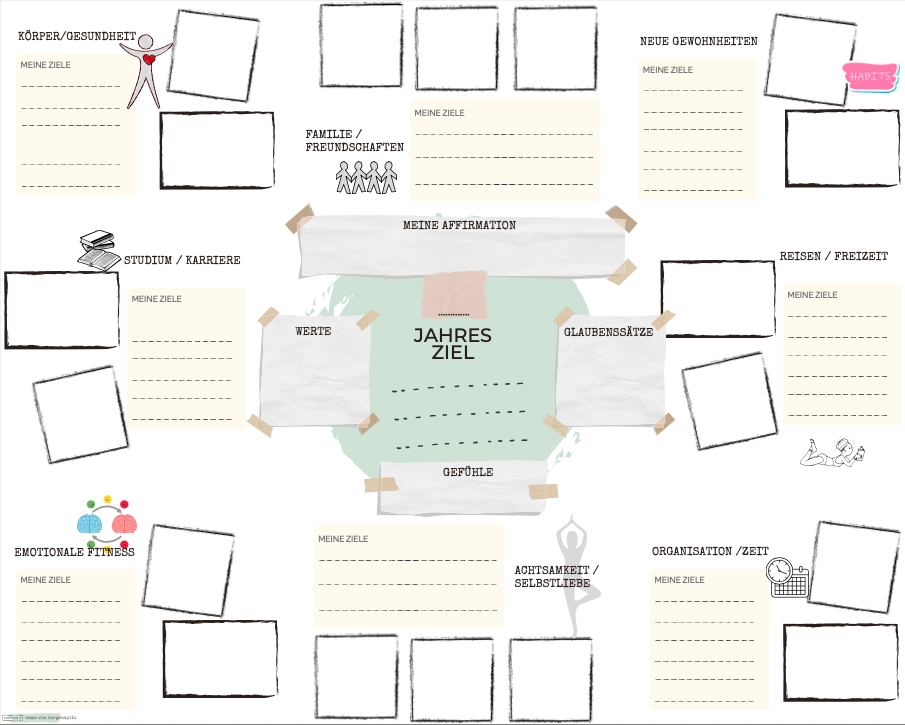 KÖRPER/GESUNDHEIT
MEINE ZIELE
FAMILIE /
FREUNDSCHAFTEN
MEINE ZIELE
NEUE GEWOHNHEITEN
MEINE ZIELE
HABITS
MEINE AFFIRMATION
STUDIUM / KARRIERE
MEINE ZIELE
WERTE
JAHRES
ZIEL
GLAUBENSSÄTZE
REISEN / FREIZEIT
MEINE ZIELE
GEFÜHLE
EMOTIONALE FITNESS
MEINE ZIELE
MEINE ZIELE
ACHTSAMKEIT /
SELBSTLIEBE
ORGANISATION /ZEIT
MEINE ZIELE